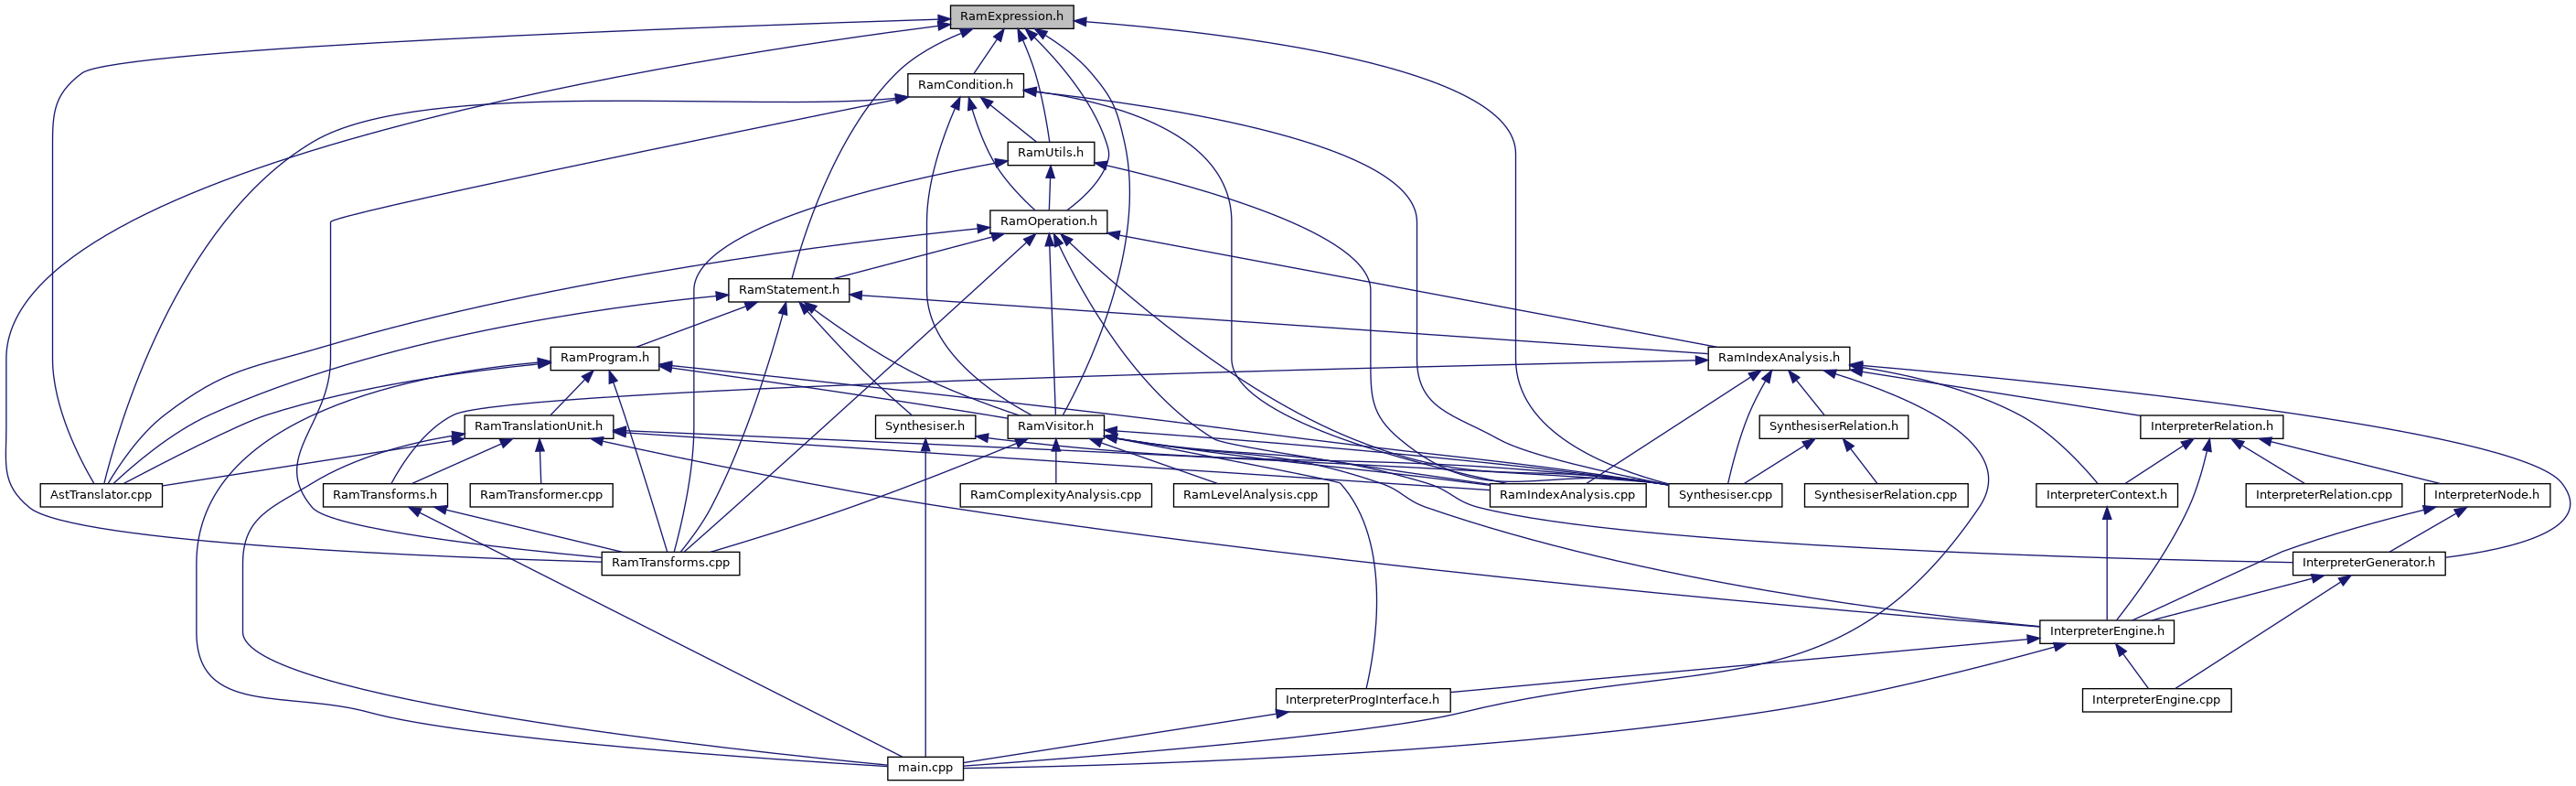 RamExpression.h
RamCondition.h
RamUtils.h
RamOperation.h
RamStatement.h
RamProgram.h
RamIndexAnalysis.h
RamTranslationUnit.h
Synthesiser.h
RamVisitor.h
SynthesiserRelation.h
InterpreterRelation.h
AstTranslator.cpp
RamTransforms.h
RamTransformer.cpp
RamComplexityAnalysis.cpp
RamLevelAnalysis.cpp
RamIndexAnalysis.cpp
Synthesiser.cpp
SynthesiserRelation.cpp
InterpreterContext.h
InterpreterRelation.cpp
InterpreterNode.h
RamTransforms.cpp
InterpreterGenerator.h
InterpreterEngine.h
InterpreterProgInterface.h
InterpreterEngine.cpp
main.cpp